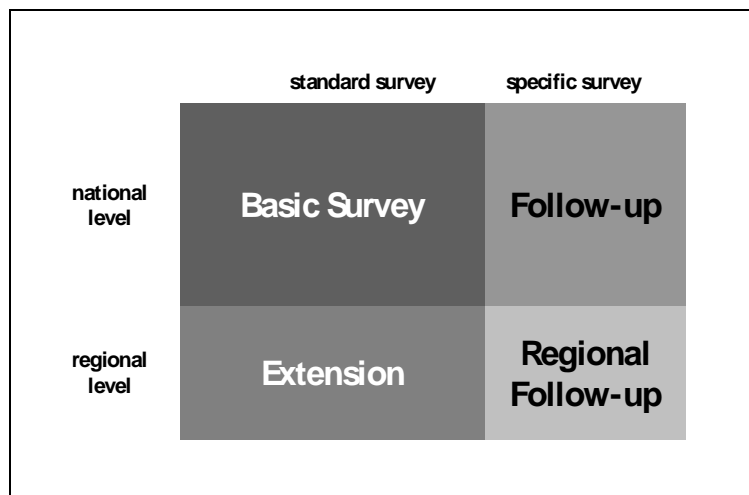 standard survey specific survey
national
level
Basic Survey Follow-up
regional
level
Extension
Regional
Follow-up